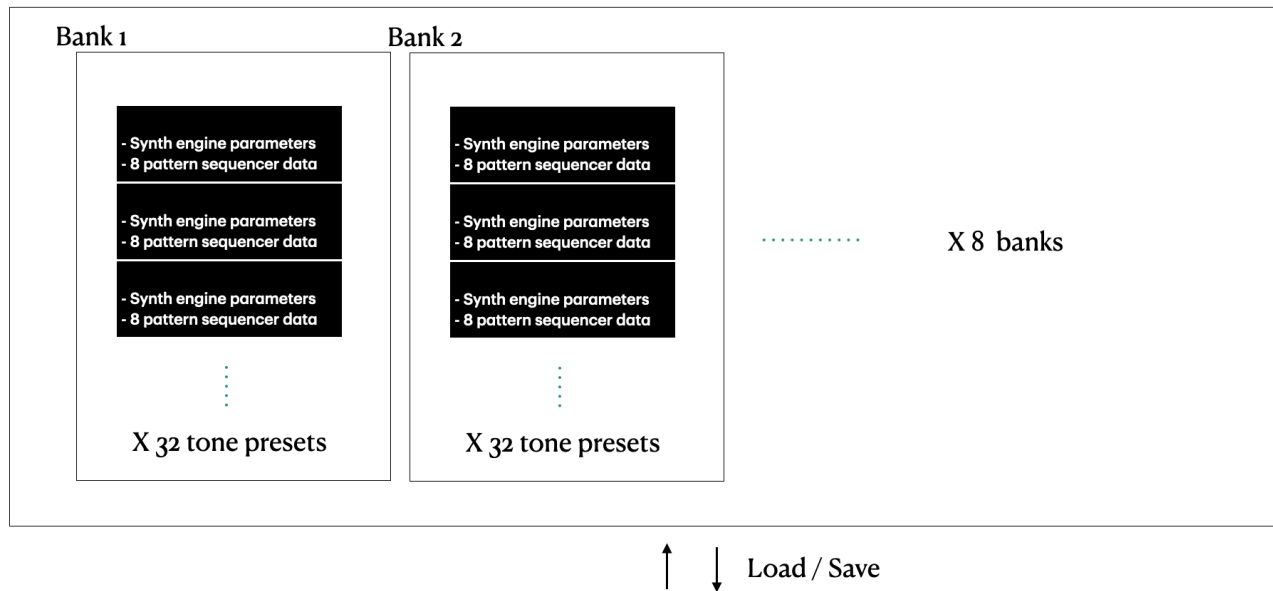 Bank 1
Bank 2
- Synth engine parameters
- 8 pattern sequencer data
- Synth engine parameters
- 8 pattern sequencer data
- Synth engine parameters
- 8 pattern sequencer data
X 32 tone presets
- Synth engine parameters
- 8 pattern sequencer data
- Synth engine parameters
- 8 pattern sequencer data
- Synth engine parameters
- 8 pattern sequencer data
X 32 tone presets
X 8 banks
Load / Save